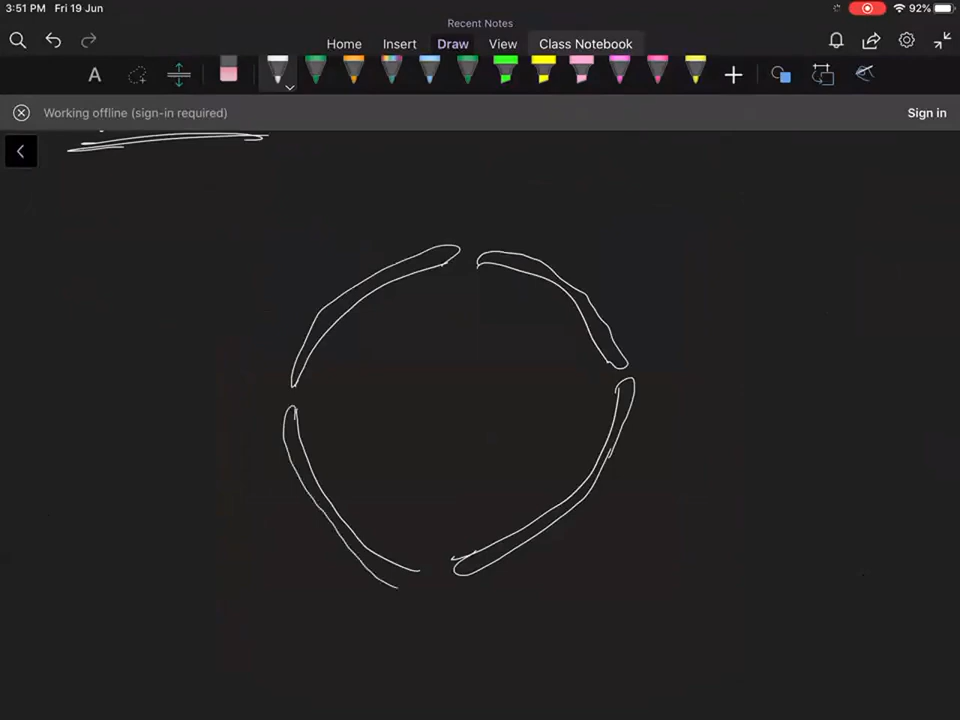 3:51 PM Fri 19 Jun
92%
Recent Notes
Home Insert Draw View Class Notebook
A
Working offline (sign-in required)
Sign in